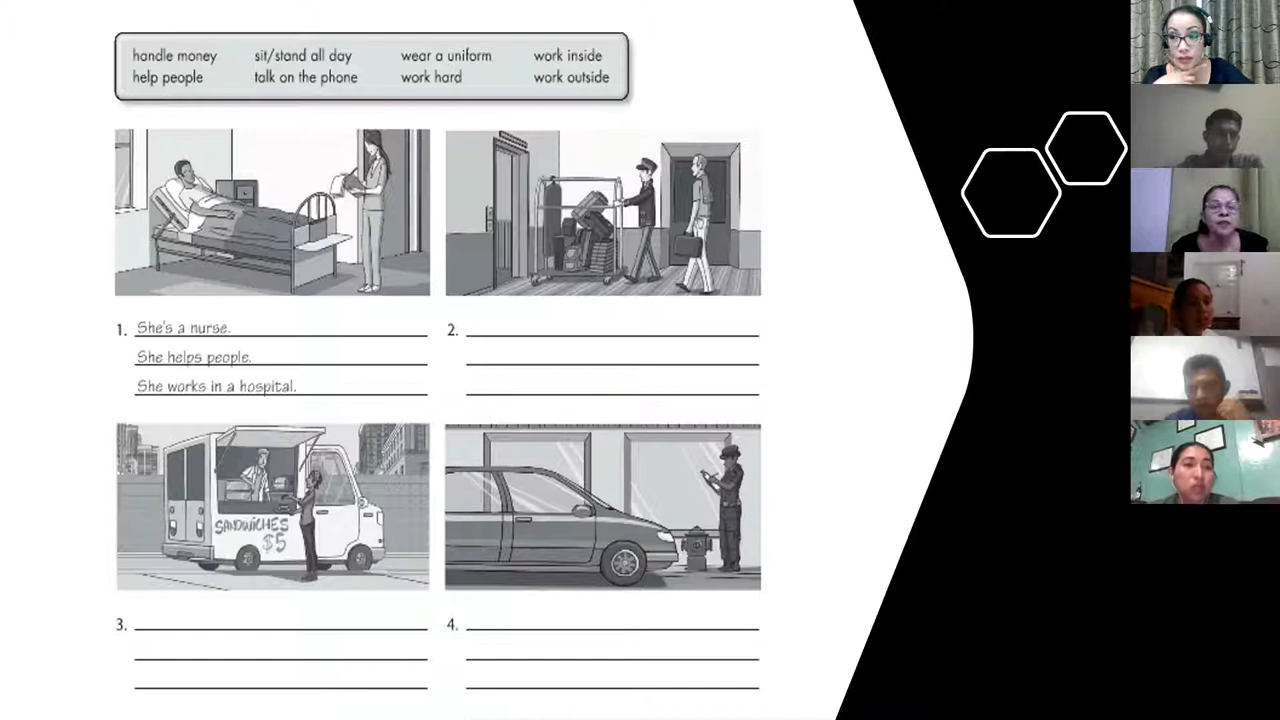 handle money sit/stand all day wear a uniform work inside
help people talk on the phone work hard work outside
1. She's a nurse.
She helps people.
She works in a hospital.
2.
SANDWICHES
$5
3.
4.